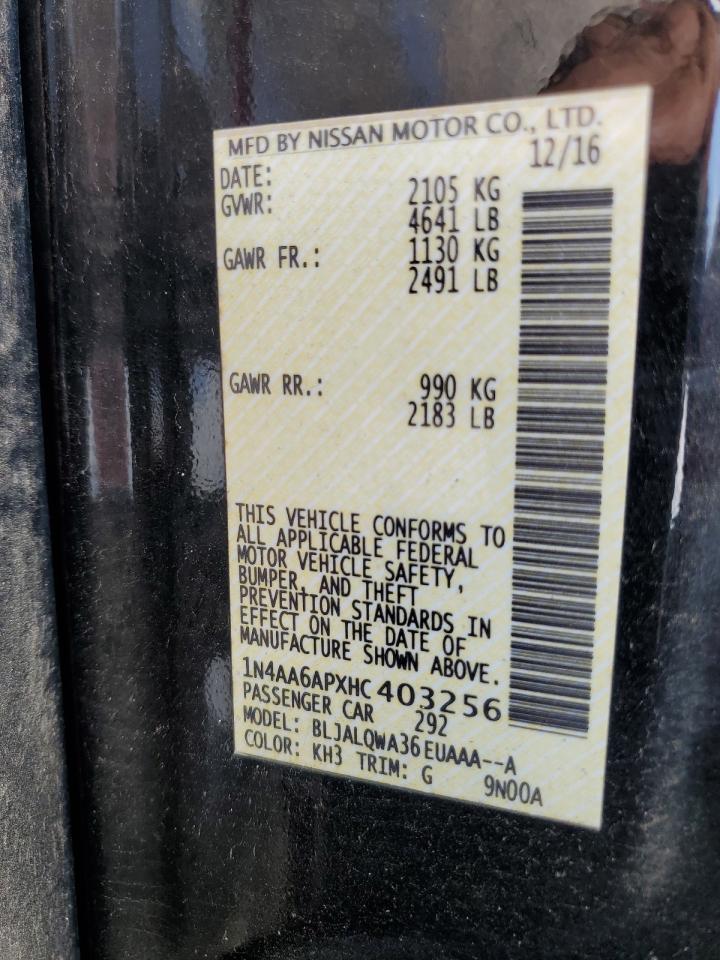 MFD BY NISSAN MOTOR CO., LTD.
DATE: 12/16
GVWR: 2105 KG
4641 LB
GAWR FR.: 1130 KG
2491 LB
GAWR RR.: 990 KG
2183 LB
THIS VEHICLE CONFORMS TO
ALL APPLICABLE FEDERAL
MOTOR VEHICLE SAFETY,
BUMPER, AND THEFT
PREVENTION STANDARDS IN
EFFECT ON THE DATE OF
MANUFACTURE SHOWN ABOVE.
1N4AA6APXHC403256
PASSENGER CAR 292
MODEL: BLJALQWA36EUAAA--A
COLOR: KH3 TRIM: G 9N00A